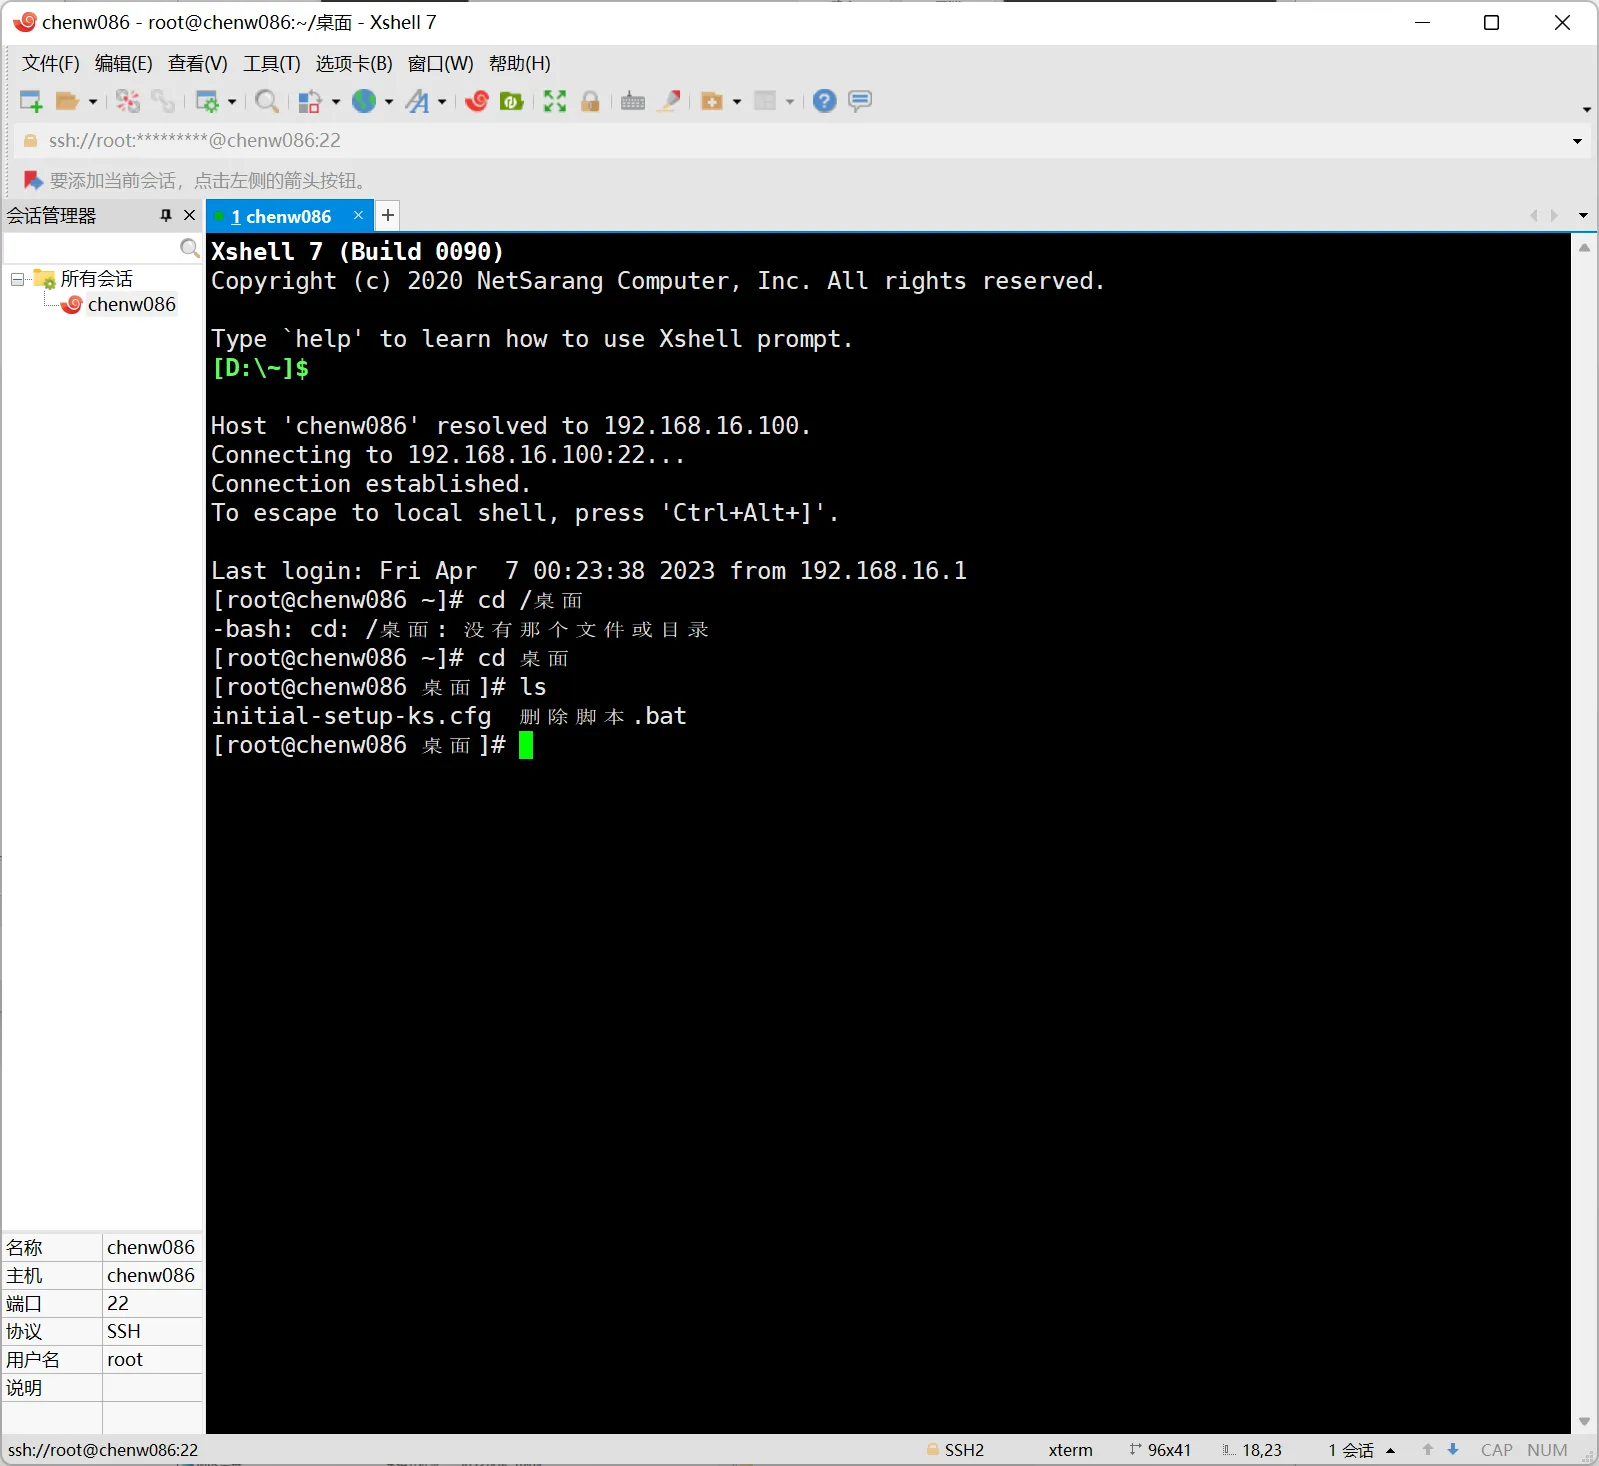 chenw086 - root@chenw086:~/桌面 - Xshell 7
文件(F) 编辑(E) 查看(V) 工具(T) 选项卡(B) 窗口(W) 帮助(H)
ssh://root:*********@chenw086:22
要添加当前会话，点击左侧的箭头按钮。
会话管理器
1 chenw086
所有会话
chenw086
Xshell 7 (Build 0090)
Copyright (c) 2020 NetSarang Computer, Inc. All rights reserved.
Type `help' to learn how to use Xshell prompt.
[D:\~]$
Host 'chenw086' resolved to 192.168.16.100.
Connecting to 192.168.16.100:22...
Connection established.
To escape to local shell, press 'Ctrl+Alt+]'.
Last login: Fri Apr  7 00:23:38 2023 from 192.168.16.1
[root@chenw086 ~]# cd /桌面
-bash: cd: /桌面: 没有那个文件或目录
[root@chenw086 ~]# cd 桌面
[root@chenw086 桌面]# ls
initial-setup-ks.cfg  删除脚本.bat
[root@chenw086 桌面]#
名称 chenw086
主机 chenw086
端口 22
协议 SSH
用户名 root
说明
ssh://root@chenw086:22 SSH2 xterm 96x41 18,23 1 会话 CAP NUM